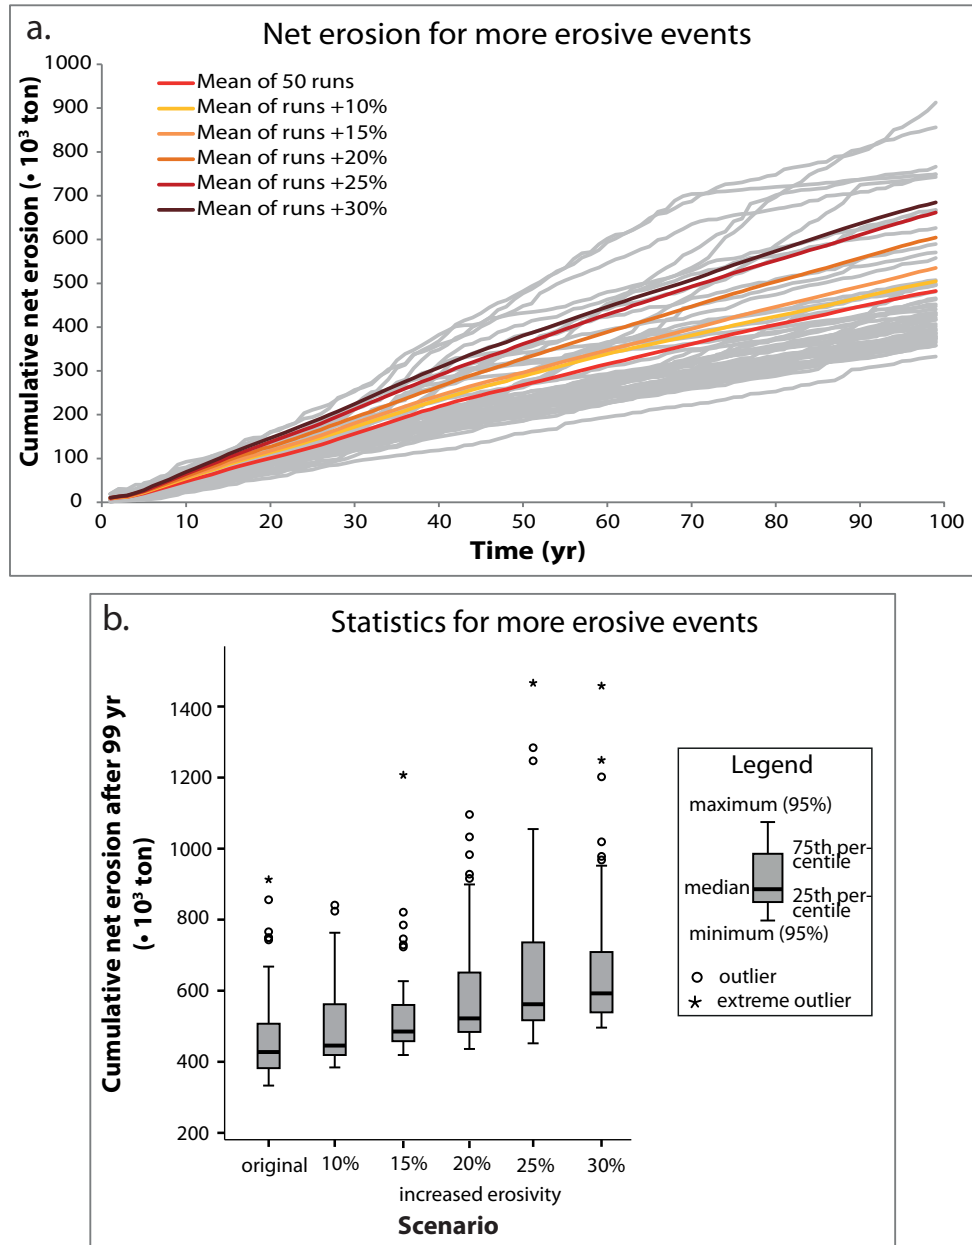 a.
Net erosion for more erosive events
Cumulative net erosion (• 10³ ton)
1000
900
800
700
600
500
400
300
200
100
0
Mean of 50 runs
Mean of runs +10%
Mean of runs +15%
Mean of runs +20%
Mean of runs +25%
Mean of runs +30%
0 10 20 30 40 50 60 70 80 90 100
Time (yr)
b.
Statistics for more erosive events
Cumulative net erosion after 99 yr
(• 10³ ton)
1400
1200
1000
800
600
400
200
original 10% 15% 20% 25% 30%
increased erosivity
Scenario
Legend
maximum (95%)
75th per-
centile
median
25th per-
centile
minimum (95%)
outlier
extreme outlier